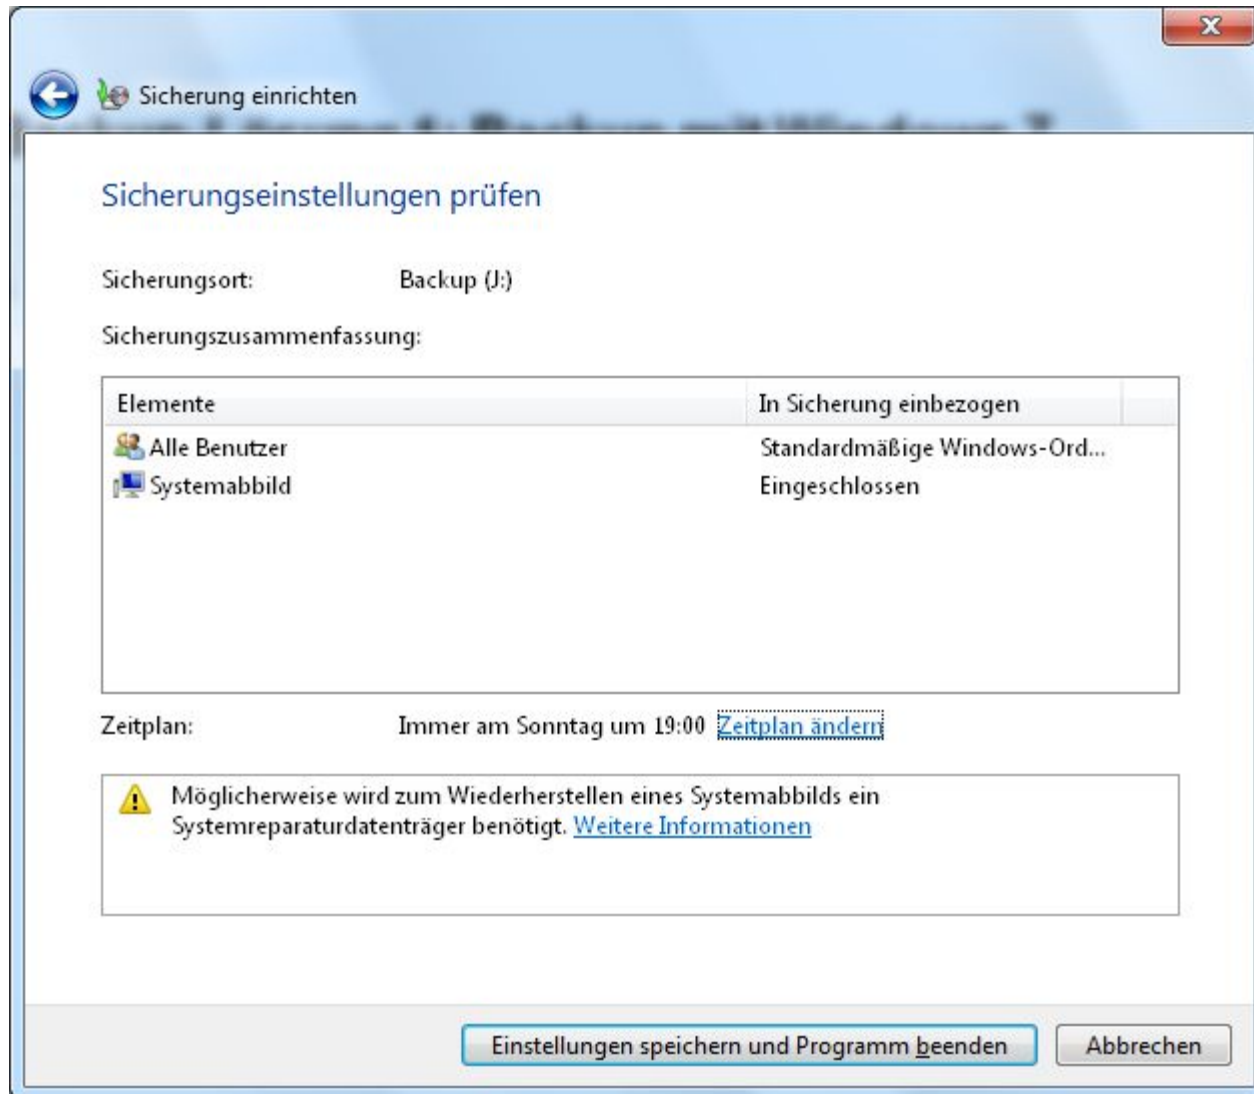 Sicherung einrichten
Sicherungseinstellungen prüfen
Sicherungsort: Backup (J:)
Sicherungszusammenfassung:
Elemente In Sicherung einbezogen
Alle Benutzer Standardmäßige Windows-Ord...
Systemabbild Eingeschlossen
Zeitplan: Immer am Sonntag um 19:00 Zeitplan ändern
Möglicherweise wird zum Wiederherstellen eines Systemabbilds ein
Systemreparaturdatenträger benötigt. Weitere Informationen
Einstellungen speichern und Programm beenden Abbrechen